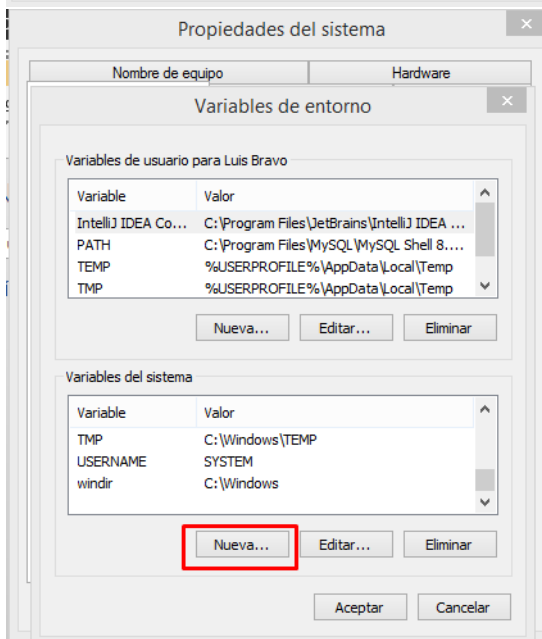 Propiedades del sistema
Nombre de equipo Hardware
Variables de entorno
Variables de usuario para Luis Bravo
Variable Valor
IntelliJ IDEA Co... C:\Program Files\JetBrains\IntelliJ IDEA ...
PATH C:\Program Files\MySQL\MySQL Shell 8....
TEMP %USERPROFILE%\AppData\Local\Temp
TMP %USERPROFILE%\AppData\Local\Temp
Nueva... Editar... Eliminar
Variables del sistema
Variable Valor
TMP C:\Windows\TEMP
USERNAME SYSTEM
windir C:\Windows
Nueva... Editar... Eliminar
Aceptar Cancelar